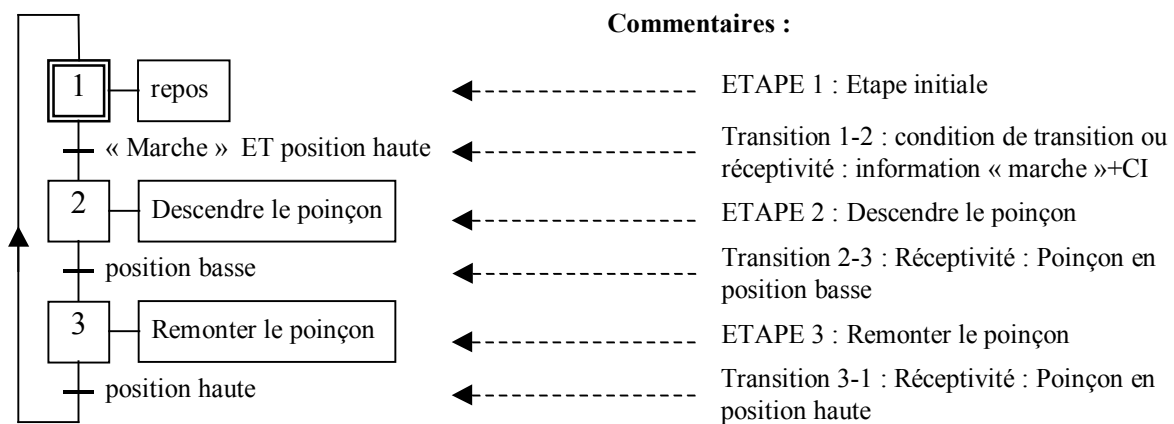 Commentaires :
1
repos
ETAPE 1 : Etape initiale
« Marche »  ET position haute
Transition 1-2 : condition de transition ou
réceptivité : information « marche »+CI
2
Descendre le poinçon
ETAPE 2 : Descendre le poinçon
position basse
Transition 2-3 : Réceptivité : Poinçon en
position basse
3
Remonter le poinçon
ETAPE 3 : Remonter le poinçon
position haute
Transition 3-1 : Réceptivité : Poinçon en
position haute